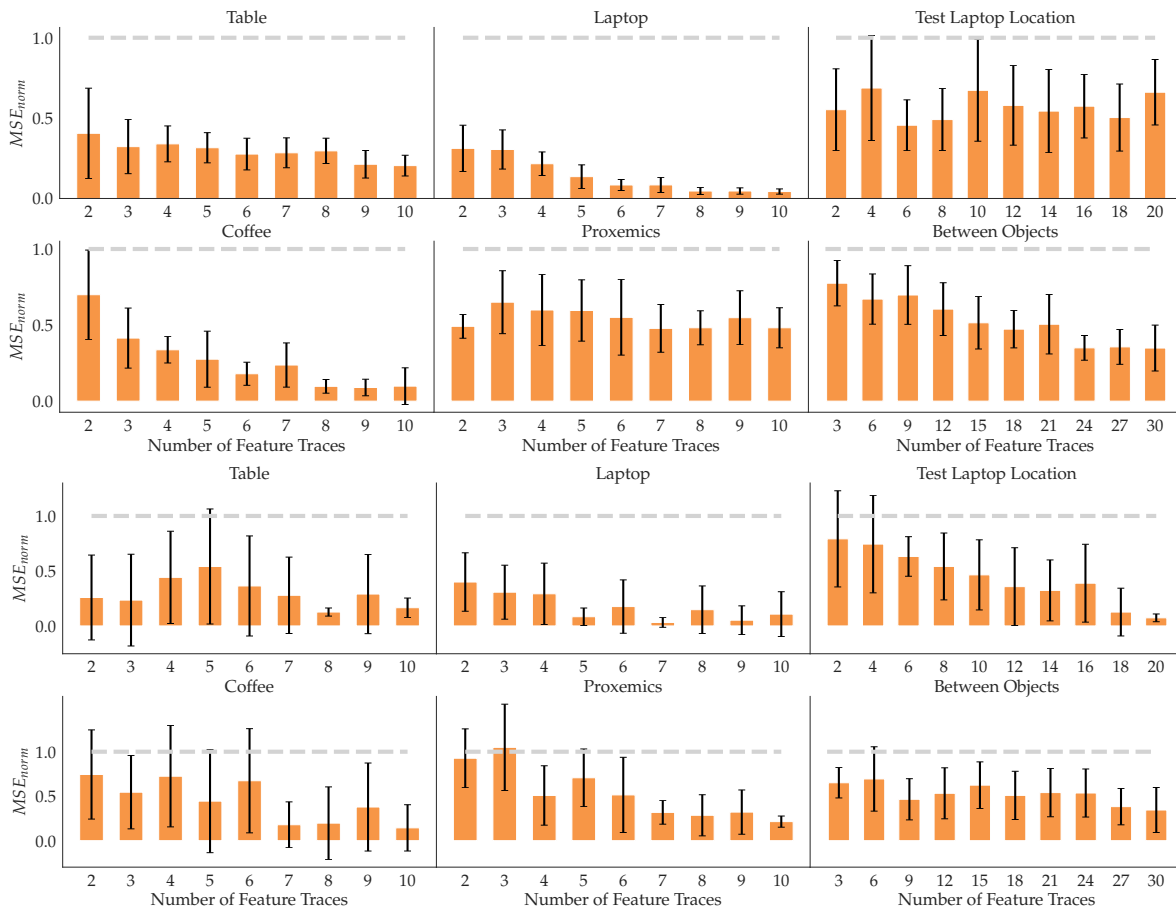 Table Laptop Test Laptop Location
1.0
MSE_norm
0.5
0.0
2 3 4 5 6 7 8 9 10 2 3 4 5 6 7 8 9 10 2 4 6 8 10 12 14 16 18 20
Coffee Proxemics Between Objects
1.0
MSE_norm
0.5
0.0
2 3 4 5 6 7 8 9 10 2 3 4 5 6 7 8 9 10 3 6 9 12 15 18 21 24 27 30
Number of Feature Traces Number of Feature Traces Number of Feature Traces
Table Laptop Test Laptop Location
1.0
MSE_norm
0.5
0.0
2 3 4 5 6 7 8 9 10 2 3 4 5 6 7 8 9 10 2 4 6 8 10 12 14 16 18 20
Coffee Proxemics Between Objects
1.0
MSE_norm
0.5
0.0
2 3 4 5 6 7 8 9 10 2 3 4 5 6 7 8 9 10 3 6 9 12 15 18 21 24 27 30
Number of Feature Traces Number of Feature Traces Number of Feature Traces